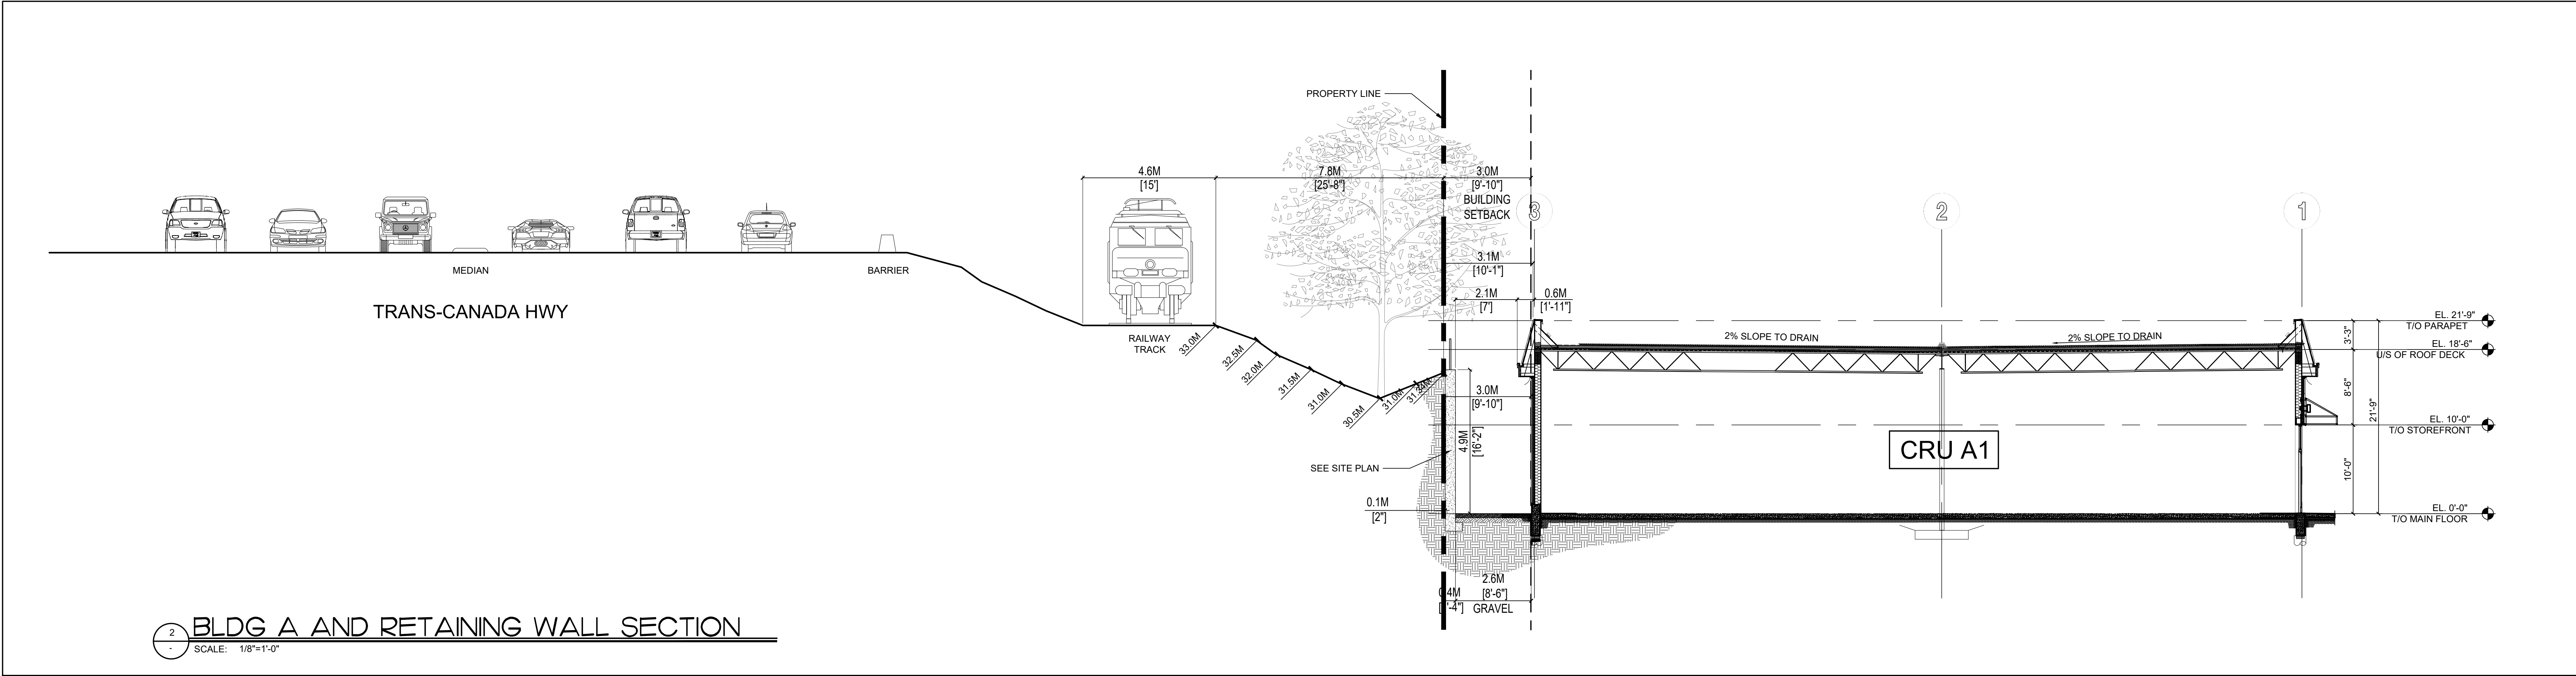 PROPERTY LINE
4.6M
[15']
7.8M
[25'-8"]
3.0M
[9'-10"]
BUILDING
SETBACK
3
2
1
MEDIAN
BARRIER
3.1M
[10'-1"]
TRANS-CANADA HWY
2.1M
[7']
0.6M
[1'-11"]
RAILWAY
TRACK
33.0M
32.5M
32.0M
31.5M
31.0M
30.5M
31.0M
2% SLOPE TO DRAIN
2% SLOPE TO DRAIN
EL. 21'-9"
T/O PARAPET
3'-3"
EL. 18'-6"
U/S OF ROOF DECK
8'-6"
21'-9"
3.0M
[9'-10"]
EL. 10'-0"
T/O STOREFRONT
4.9M
[16'-2"]
CRU A1
SEE SITE PLAN
10'-0"
0.1M
[2"]
EL. 0'-0"
T/O MAIN FLOOR
2.6M
[8'-6"]
GRAVEL
2
-
BLDG A AND RETAINING WALL SECTION
SCALE: 1/8"=1'-0"